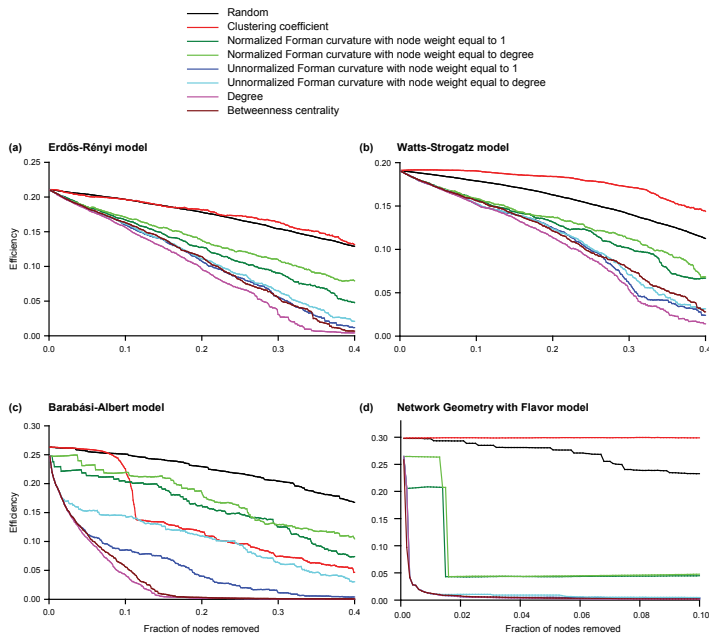 Random
Clustering coefficient
Normalized Forman curvature with node weight equal to 1
Normalized Forman curvature with node weight equal to degree
Unnormalized Forman curvature with node weight equal to 1
Unnormalized Forman curvature with node weight equal to degree
Degree
Betweenness centrality
(a) Erdős-Rényi model
0.25
0.20
0.15
0.10
0.05
0.00
Efficiency
0.0 0.1 0.2 0.3 0.4
(b) Watts-Strogatz model
0.20
0.15
0.10
0.05
0.00
0.0 0.1 0.2 0.3 0.4
(c) Barabási-Albert model
0.30
0.25
0.20
0.15
0.10
0.05
0.00
Efficiency
0.0 0.1 0.2 0.3 0.4
Fraction of nodes removed
(d) Network Geometry with Flavor model
0.30
0.25
0.20
0.15
0.10
0.05
0.00
0.00 0.02 0.04 0.06 0.08 0.10
Fraction of nodes removed